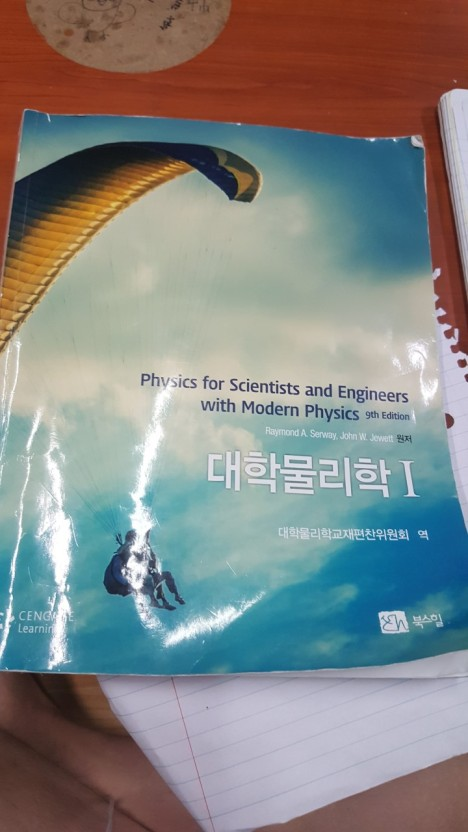 Physics for Scientists and Engineers
with Modern Physics 9th Edition
Raymond A. Serway, John W. Jewett 원저
대학물리학 I
대학물리학교재편찬위원회 역
CENGAGE
Learning
북스힐